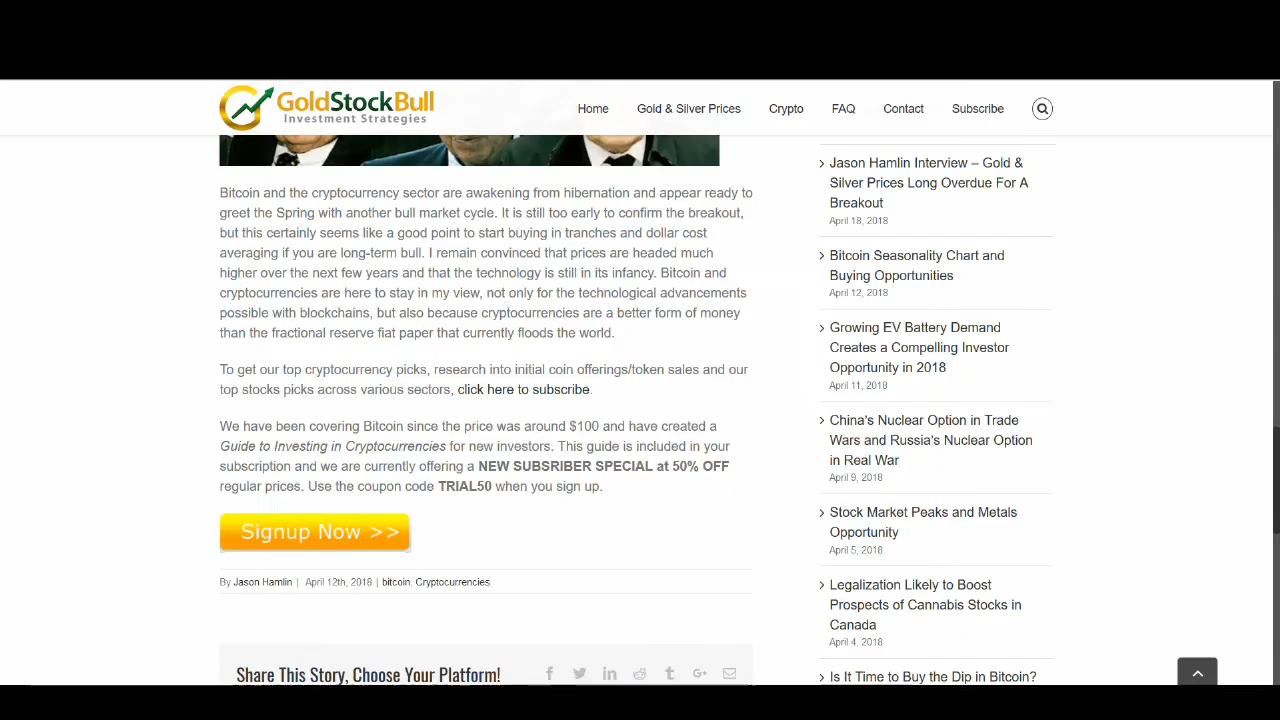 GoldStockBull
Investment Strategies
Home
Gold & Silver Prices
Crypto
FAQ
Contact
Subscribe
Bitcoin and the cryptocurrency sector are awakening from hibernation and appear ready to
greet the Spring with another bull market cycle. It is still too early to confirm the breakout,
but this certainly seems like a good point to start buying in tranches and dollar cost
averaging if you are long-term bull. I remain convinced that prices are headed much
higher over the next few years and that the technology is still in its infancy. Bitcoin and
cryptocurrencies are here to stay in my view, not only for the technological advancements
possible with blockchains, but also because cryptocurrencies are a better form of money
than the fractional reserve fiat paper that currently floods the world.
To get our top cryptocurrency picks, research into initial coin offerings/token sales and our
top stocks picks across various sectors, click here to subscribe.
We have been covering Bitcoin since the price was around $100 and have created a
Guide to Investing in Cryptocurrencies for new investors. This guide is included in your
subscription and we are currently offering a NEW SUBSRIBER SPECIAL at 50% OFF
regular prices. Use the coupon code TRIAL50 when you sign up.
Signup Now >>
By Jason Hamlin | April 12th, 2018 | bitcoin, Cryptocurrencies
Share This Story, Choose Your Platform!
Jason Hamlin Interview – Gold &
Silver Prices Long Overdue For A
Breakout
April 18, 2018
Bitcoin Seasonality Chart and
Buying Opportunities
April 12, 2018
Growing EV Battery Demand
Creates a Compelling Investor
Opportunity in 2018
April 11, 2018
China's Nuclear Option in Trade
Wars and Russia's Nuclear Option
in Real War
April 9, 2018
Stock Market Peaks and Metals
Opportunity
April 5, 2018
Legalization Likely to Boost
Prospects of Cannabis Stocks in
Canada
April 4, 2018
Is It Time to Buy the Dip in Bitcoin?